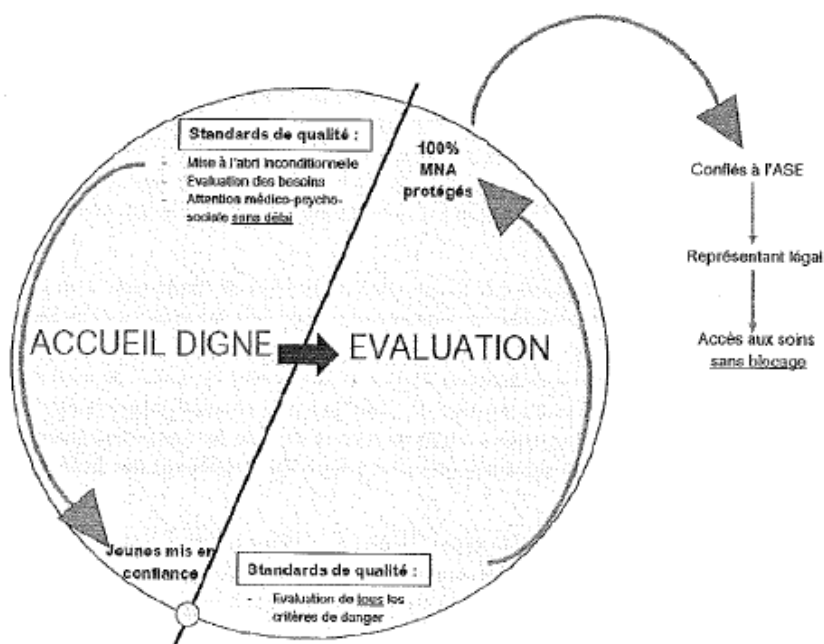 Standards de qualité :
- Mise à l'abri inconditionnelle
- Evaluation des besoins
- Attention médico-psycho-
sociale sans délai
100%
MNA
protégés
Confiés à l'ASE
Représentant légal
Accès aux soins
sans blocage
ACCUEIL DIGNE
EVALUATION
Jeunes mis en
confiance
Standards de qualité :
- Evaluation de tous les
critères de danger